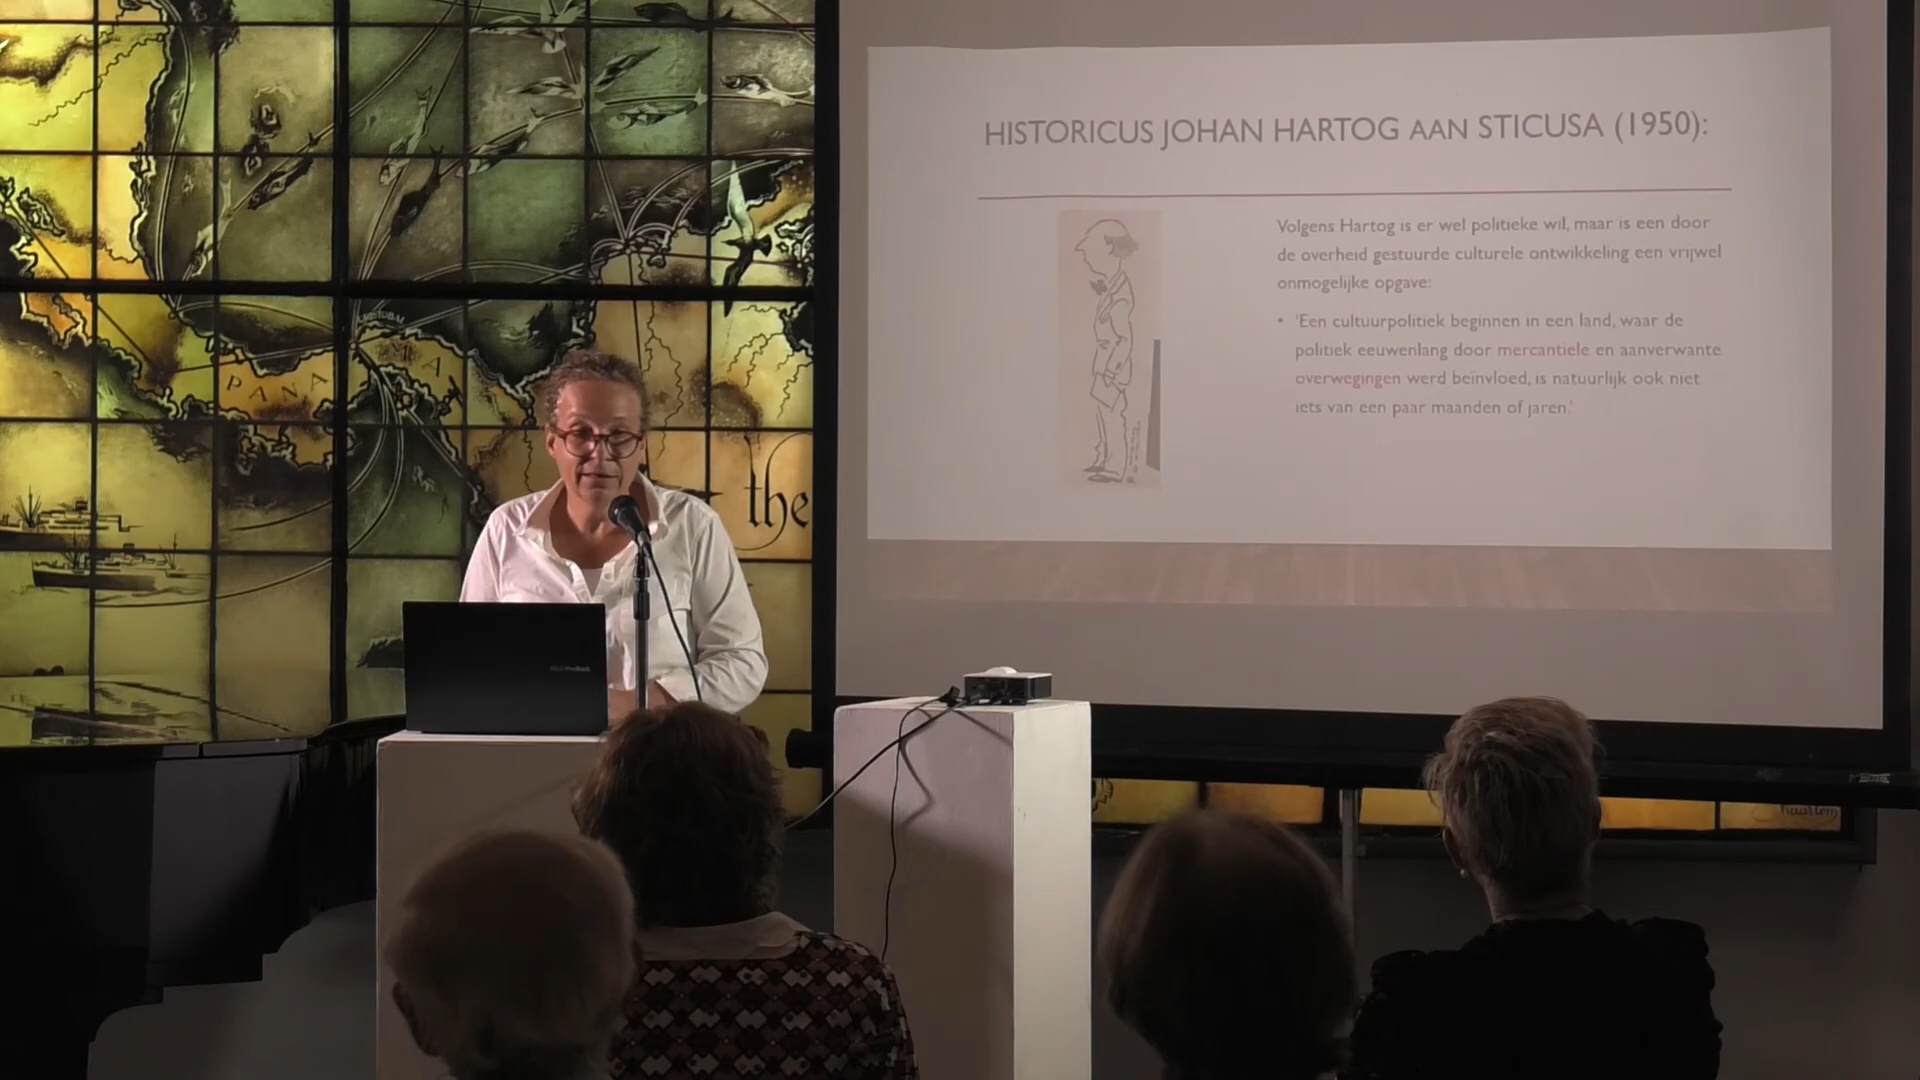 HISTORICUS JOHAN HARTOG AAN STICUSA (1950):
Volgens Hartog is er wel politieke wil, maar is een door
de overheid gestuurde culturele ontwikkeling een vrijwel
onmogelijke opgave:
• 'Een cultuurpolitiek beginnen in een land, waar de
politiek eeuwenlang door mercantiele en aanverwante
overwegingen werd beïnvloed, is natuurlijk ook niet
iets van een paar maanden of jaren.'
CRISTOBAL
PANAMA
the
haarlem